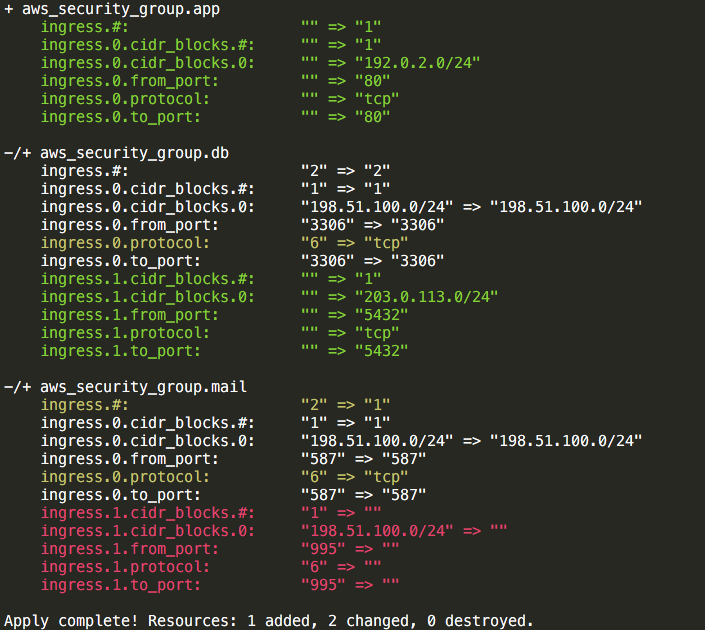 + aws_security_group.app
    ingress.#:                   "" => "1"
    ingress.0.cidr_blocks.#:     "" => "1"
    ingress.0.cidr_blocks.0:     "" => "192.0.2.0/24"
    ingress.0.from_port:         "" => "80"
    ingress.0.protocol:          "" => "tcp"
    ingress.0.to_port:           "" => "80"

-/+ aws_security_group.db
    ingress.#:                   "2" => "2"
    ingress.0.cidr_blocks.#:     "1" => "1"
    ingress.0.cidr_blocks.0:     "198.51.100.0/24" => "198.51.100.0/24"
    ingress.0.from_port:         "3306" => "3306"
    ingress.0.protocol:          "6" => "tcp"
    ingress.0.to_port:           "3306" => "3306"
    ingress.1.cidr_blocks.#:     "" => "1"
    ingress.1.cidr_blocks.0:     "" => "203.0.113.0/24"
    ingress.1.from_port:         "" => "5432"
    ingress.1.protocol:          "" => "tcp"
    ingress.1.to_port:           "" => "5432"

-/+ aws_security_group.mail
    ingress.#:                   "2" => "1"
    ingress.0.cidr_blocks.#:     "1" => "1"
    ingress.0.cidr_blocks.0:     "198.51.100.0/24" => "198.51.100.0/24"
    ingress.0.from_port:         "587" => "587"
    ingress.0.protocol:          "6" => "tcp"
    ingress.0.to_port:           "587" => "587"
    ingress.1.cidr_blocks.#:     "1" => ""
    ingress.1.cidr_blocks.0:     "198.51.100.0/24" => ""
    ingress.1.from_port:         "995" => ""
    ingress.1.protocol:          "6" => ""
    ingress.1.to_port:           "995" => ""

Apply complete! Resources: 1 added, 2 changed, 0 destroyed.